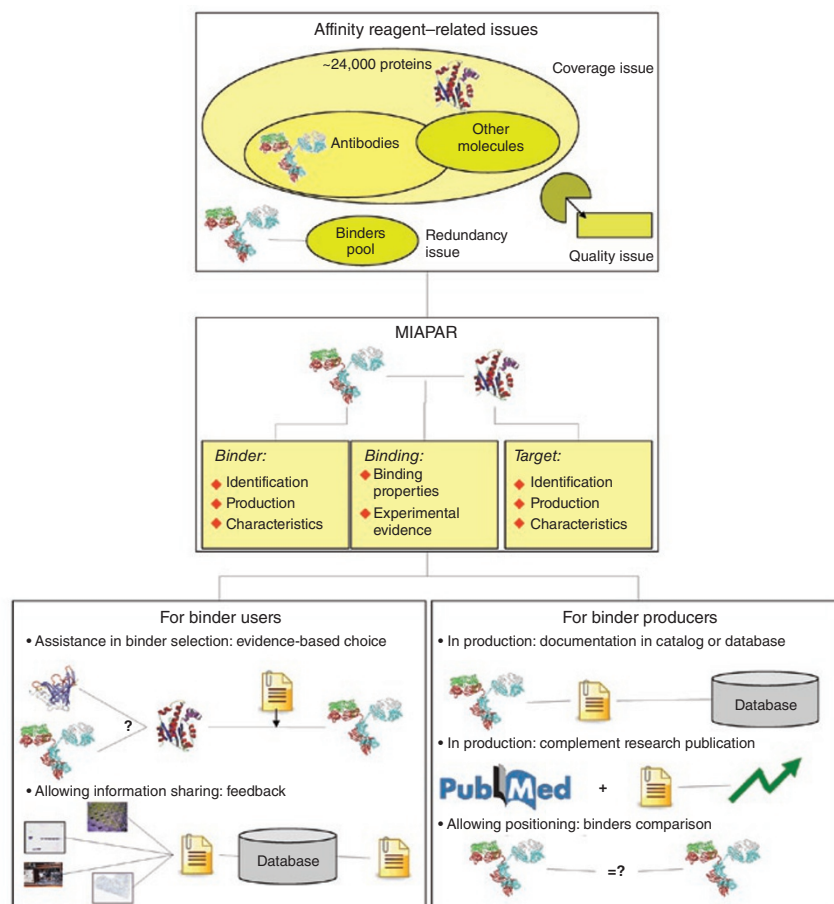 Affinity reagent–related issues
~24,000 proteins
Coverage issue
Antibodies
Other
molecules
Binders
pool
Redundancy
issue
Quality issue
MIAPAR
Binder:
◆ Identification
◆ Production
◆ Characteristics
Binding:
◆ Binding
properties
◆ Experimental
evidence
Target:
◆ Identification
◆ Production
◆ Characteristics
For binder users
• Assistance in binder selection: evidence-based choice
?
• Allowing information sharing: feedback
Database
For binder producers
• In production: documentation in catalog or database
Database
• In production: complement research publication
PubMed
+
• Allowing positioning: binders comparison
=?